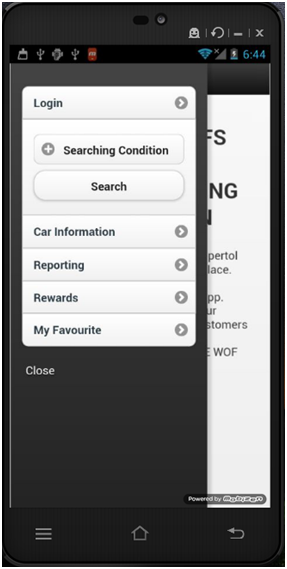 6:44
Login
FS
Searching Condition
NG
Search
N
Car Information
pertol
lace.
Reporting
pp.
Rewards
ur
stomers
My Favourite
E WOF
Close
Powered by Mobizen